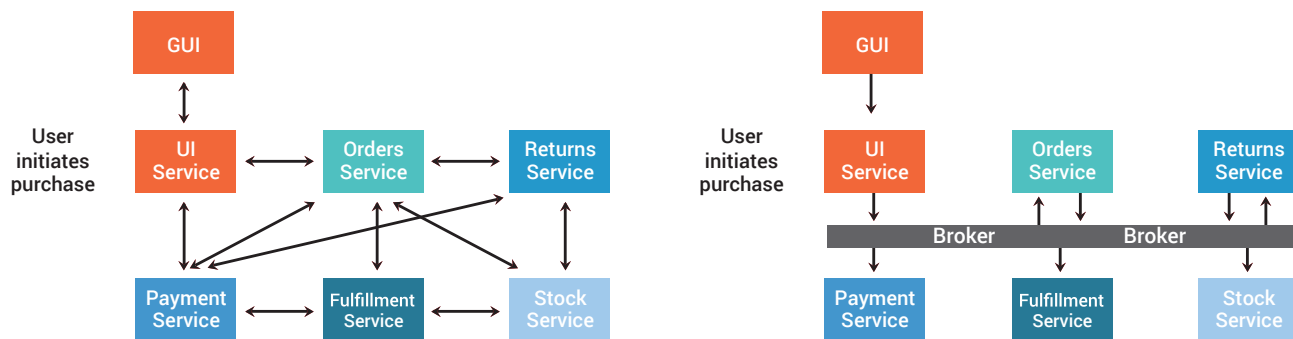 GUI
User
initiates
purchase
UI
Service
Orders
Service
Returns
Service
Payment
Service
Fulfillment
Service
Stock
Service
GUI
User
initiates
purchase
UI
Service
Orders
Service
Returns
Service
Broker
Broker
Payment
Service
Fulfillment
Service
Stock
Service